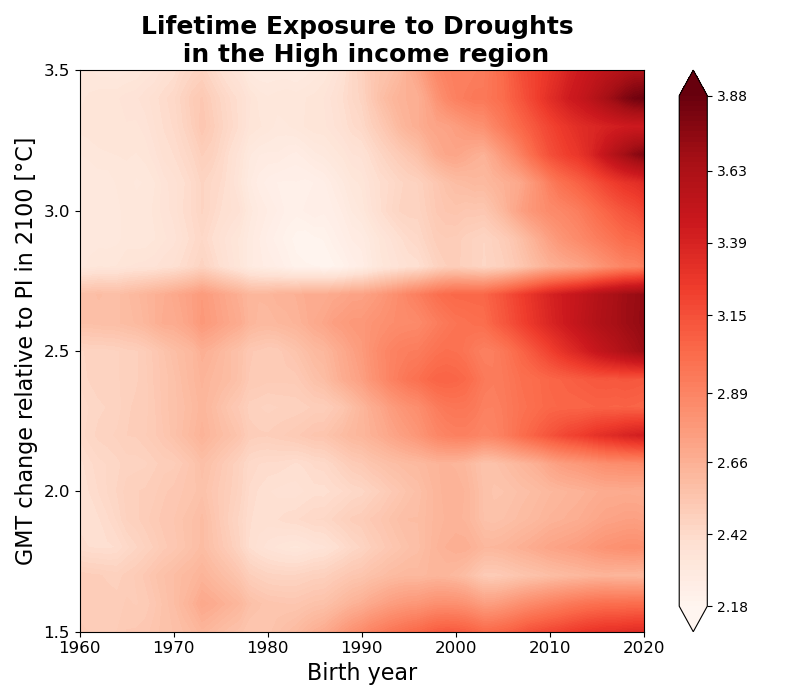 Lifetime Exposure to Droughts
in the High income region
GMT change relative to PI in 2100 [°C]
3.5
3.0
2.5
2.0
1.5
1960 1970 1980 1990 2000 2010 2020
Birth year
3.88
3.63
3.39
3.15
2.89
2.66
2.42
2.18